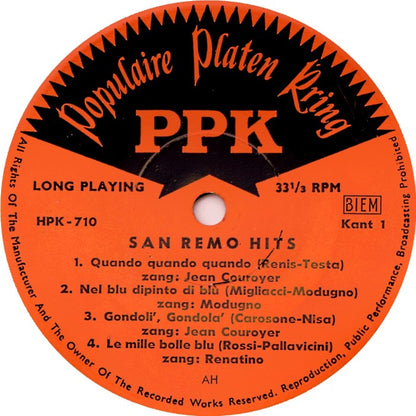 Populaire Platen Kring
PPK
LONG PLAYING
33 1/3 RPM
HPK-710
BIEM
Kant 1
SAN REMO HITS
1. Quando quando quando (Renis-Testa)
zang: Jean Couroyer
2. Nel blu dipinto di blu (Migliacci-Modugno)
zang: Modugno
3. Gondoli', Gondola' (Carosone-Nisa)
zang: Jean Couroyer
4. Le mille bolle blu (Rossi-Pallavicini)
zang: Renatino
AH
All Rights Of The Manufacturer And The Owner Of The Recorded Works Reserved. Reproduction, Public Performance, Broadcasting Prohibited